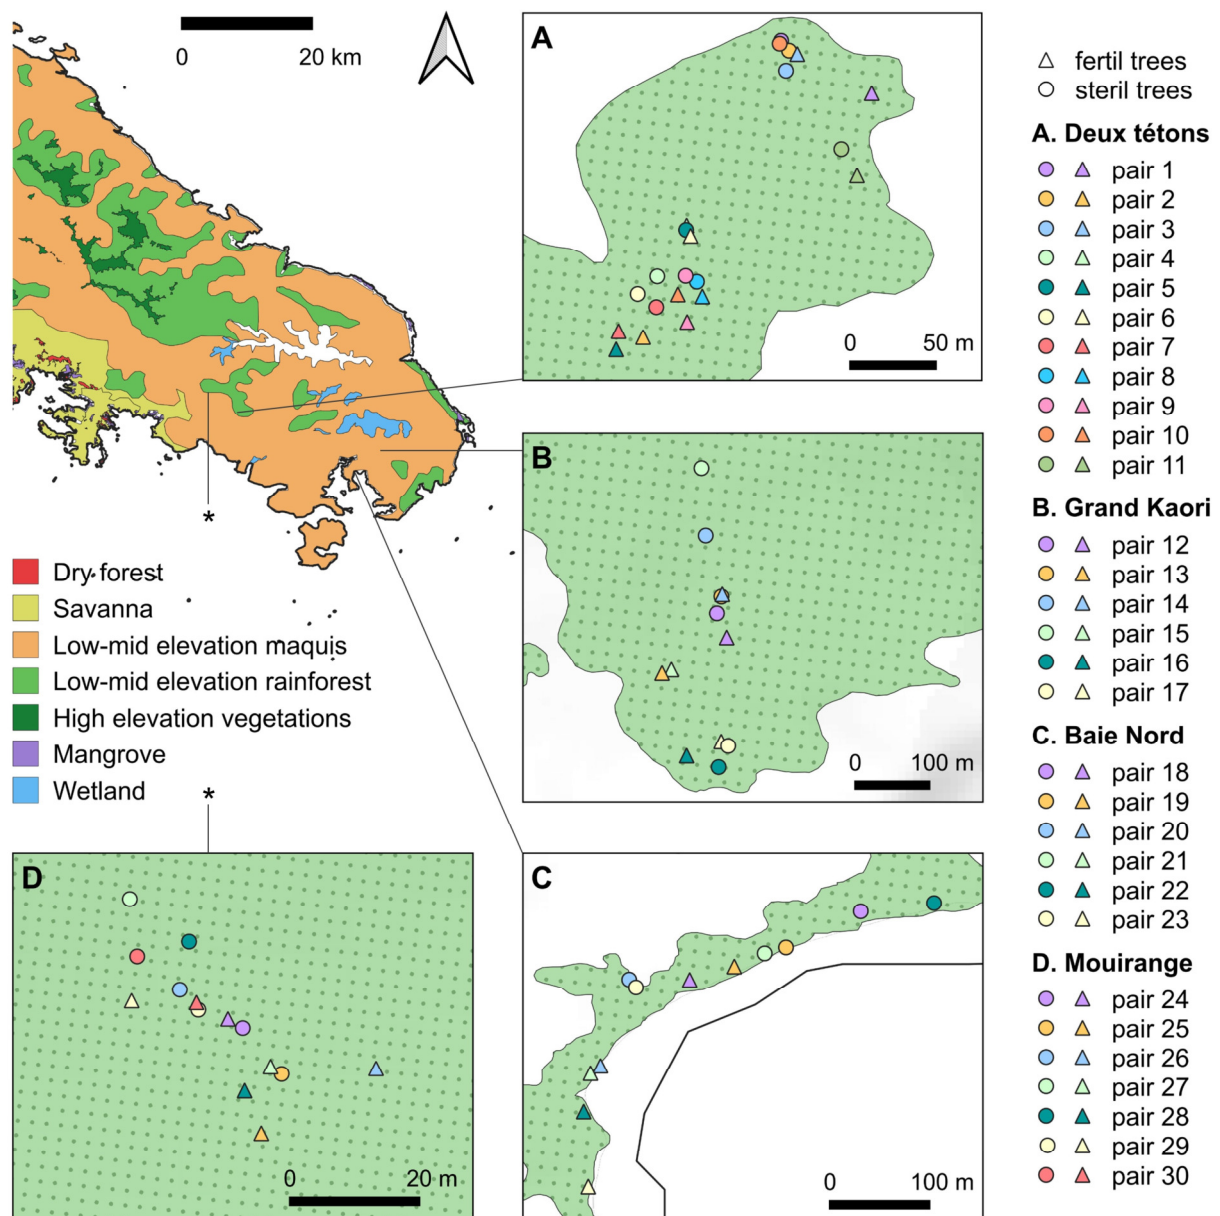 0 20 km
A
0 50 m
B
0 100 m
C
0 100 m
D
0 20 m
*
*
Dry forest
Savanna
Low-mid elevation maquis
Low-mid elevation rainforest
High elevation vegetations
Mangrove
Wetland
fertil trees
steril trees
A. Deux tétons
pair 1
pair 2
pair 3
pair 4
pair 5
pair 6
pair 7
pair 8
pair 9
pair 10
pair 11
B. Grand Kaori
pair 12
pair 13
pair 14
pair 15
pair 16
pair 17
C. Baie Nord
pair 18
pair 19
pair 20
pair 21
pair 22
pair 23
D. Mouirange
pair 24
pair 25
pair 26
pair 27
pair 28
pair 29
pair 30